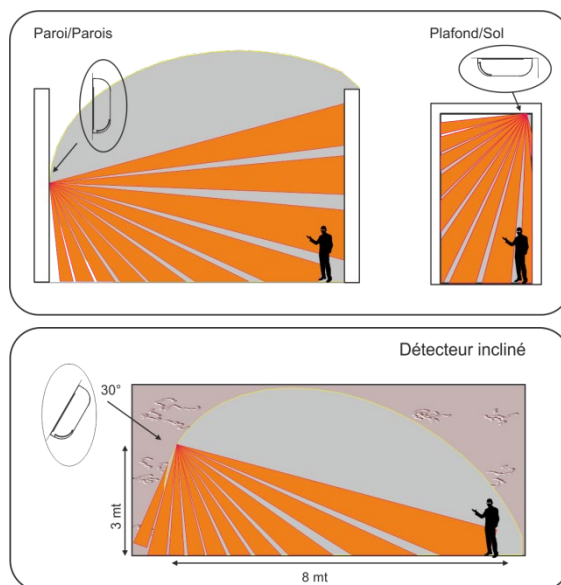 Paroi/Parois
Plafond/Sol
Détecteur incliné
30°
3 mt
8 mt